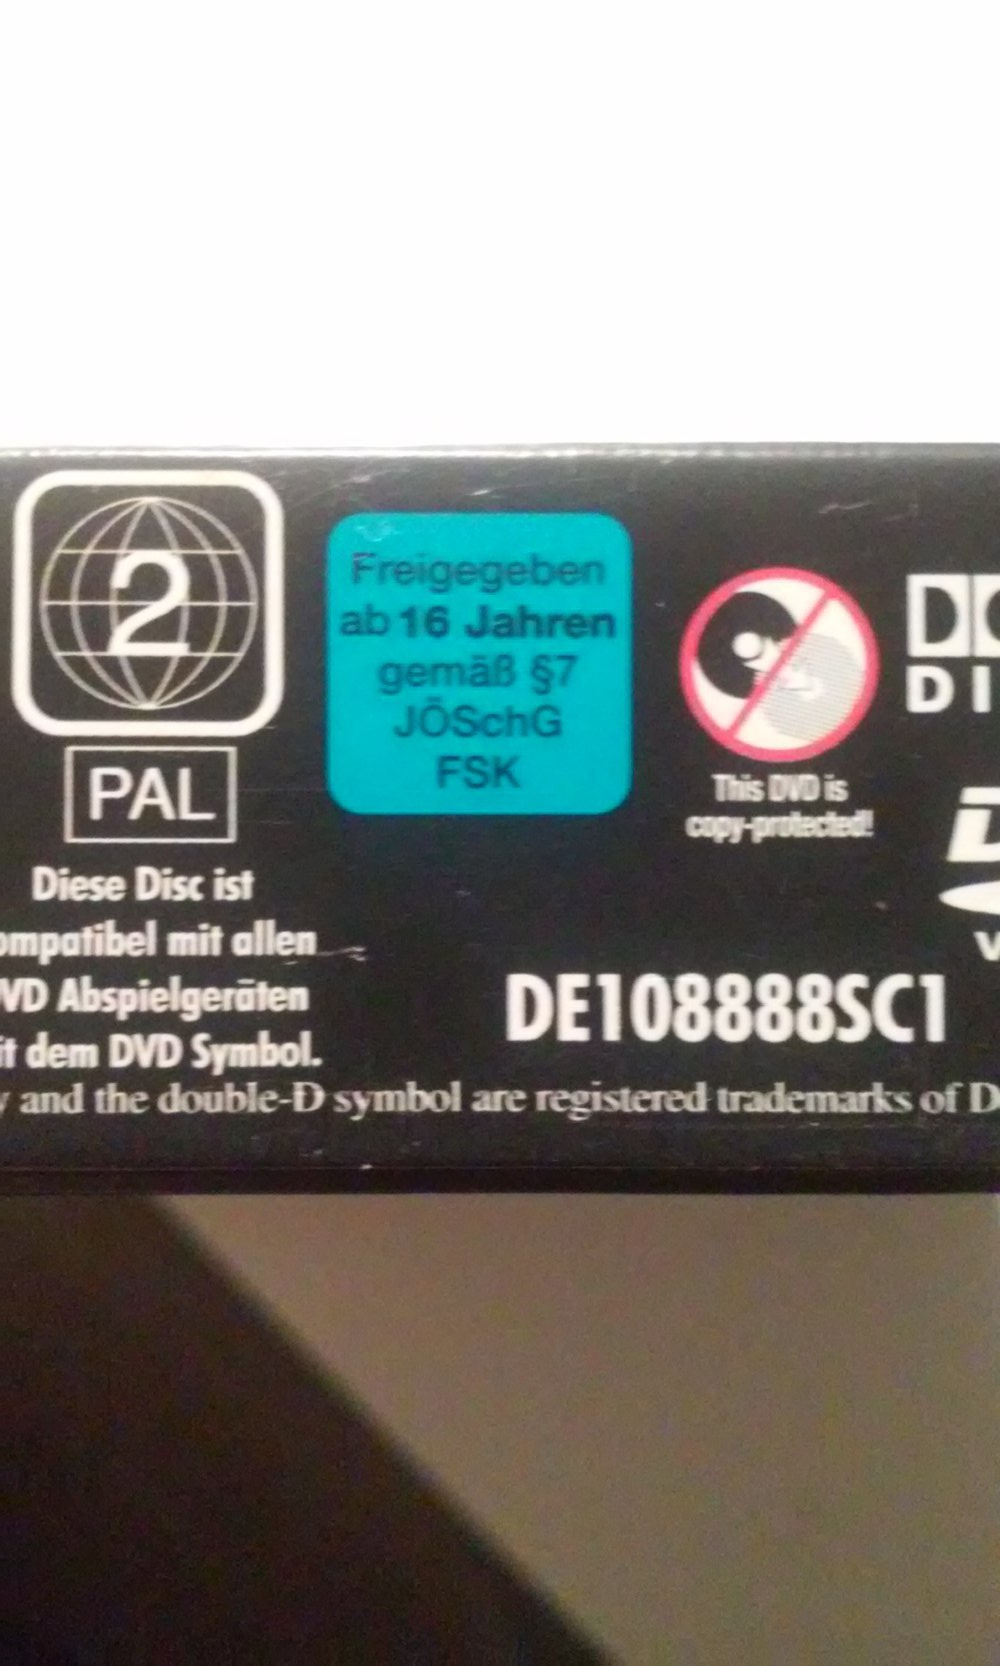 2
PAL
Diese Disc ist
ompatibel mit allen
VD Abspielgeräten
it dem DVD Symbol.
Freigegeben
ab 16 Jahren
gemäß §7
JÖSchG
FSK
This DVD is
copy-protected!
DE108888SC1
DI
y and the double-D symbol are registered trademarks of D